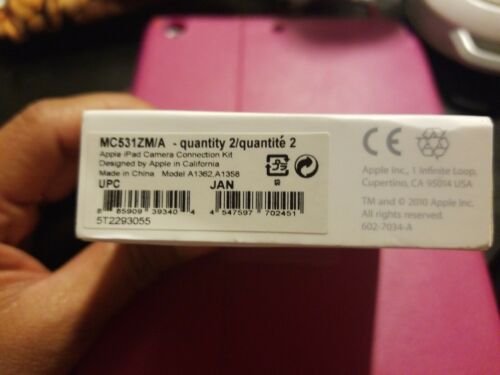 MC531ZM/A - quantity 2/quantité 2
Apple iPad Camera Connection Kit
Designed by Apple in California
Made in China Model A1362,A1358
UPC JAN
8 85909 39340 4
4 547597 702451
5T2293055
CE
Apple Inc., 1 Infinite Loop,
Cupertino, CA 95014 USA
TM and © 2010 Apple Inc.
All rights reserved.
602-7034-A